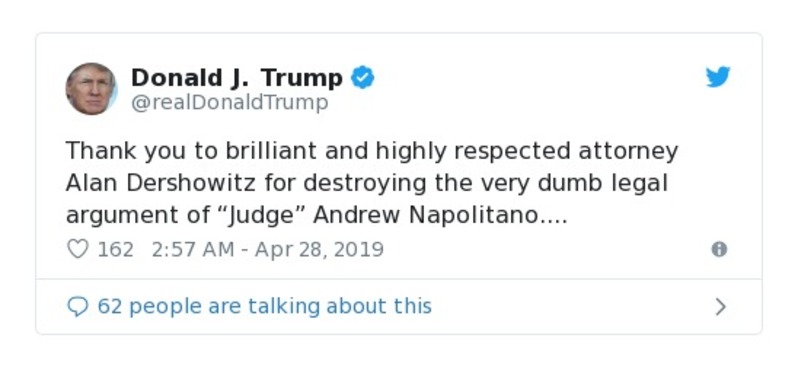 Donald J. Trump
@realDonaldTrump
Thank you to brilliant and highly respected attorney
Alan Dershowitz for destroying the very dumb legal
argument of “Judge” Andrew Napolitano....
162 2:57 AM - Apr 28, 2019
62 people are talking about this